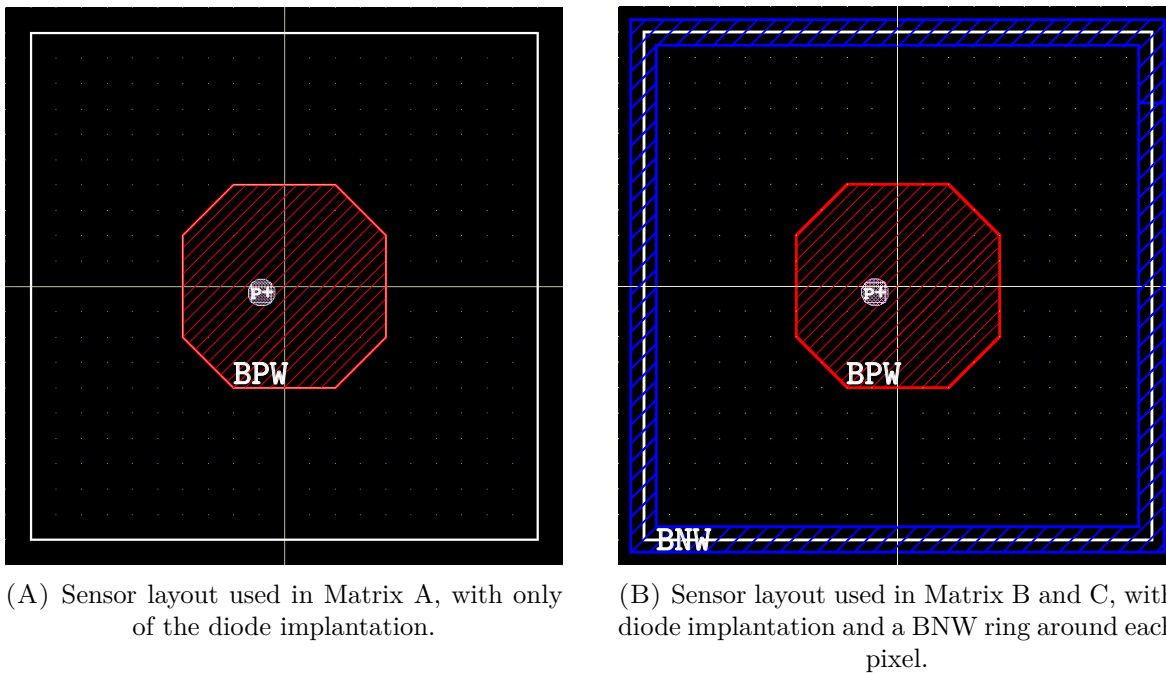 p+
BPW
p+
BPW
BNW
(A) Sensor layout used in Matrix A, with only
of the diode implantation.
(B) Sensor layout used in Matrix B and C, with
diode implantation and a BNW ring around each
pixel.